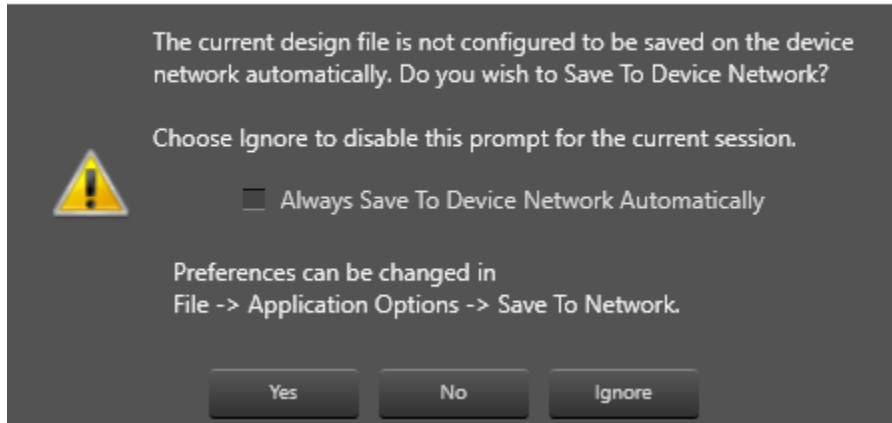 The current design file is not configured to be saved on the device
network automatically. Do you wish to Save To Device Network?
Choose Ignore to disable this prompt for the current session.
Always Save To Device Network Automatically
Preferences can be changed in
File -> Application Options -> Save To Network.
Yes No Ignore